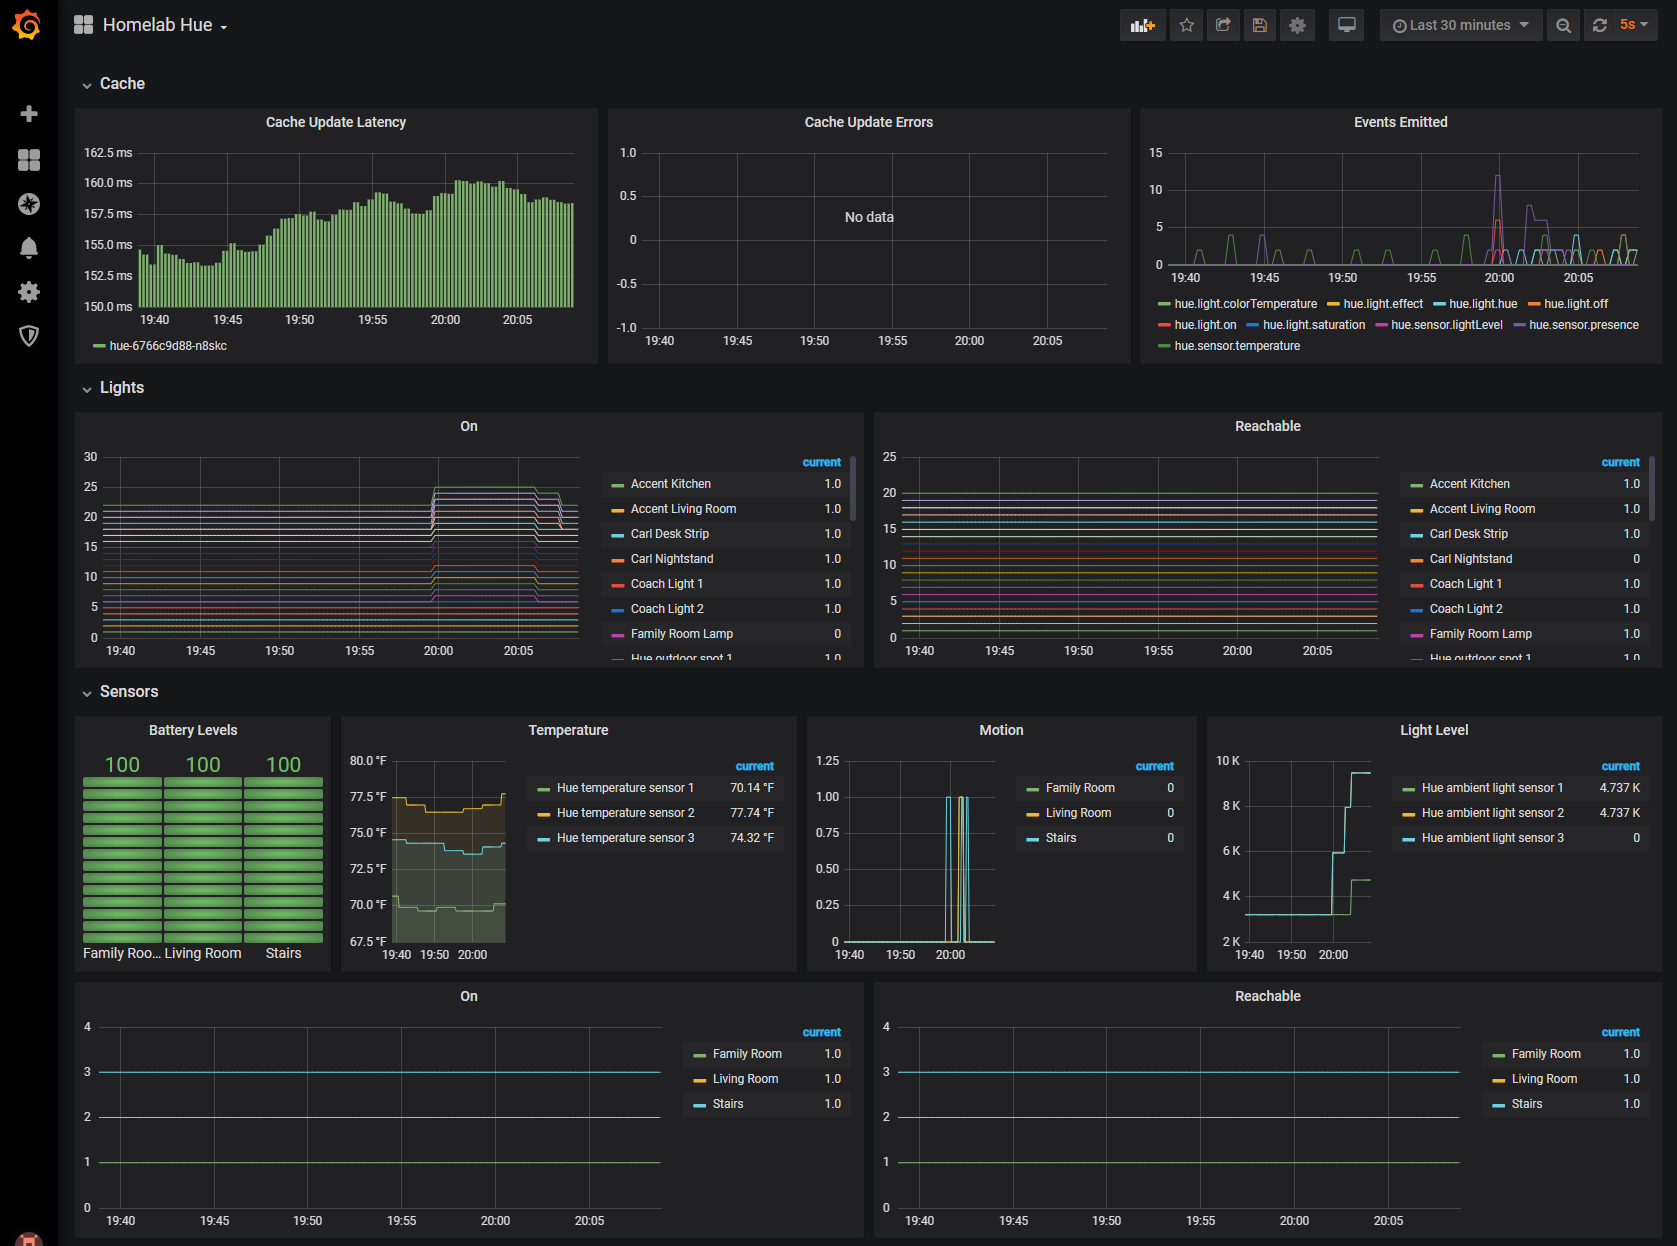 Homelab Hue
Last 30 minutes
5s
Cache
Cache Update Latency
162.5 ms
160.0 ms
157.5 ms
155.0 ms
152.5 ms
150.0 ms
19:40 19:45 19:50 19:55 20:00 20:05
hue-6766c9d88-n8skc
Cache Update Errors
1.0
0.5
No data
0
-0.5
-1.0
19:40 19:45 19:50 19:55 20:00 20:05
Events Emitted
15
10
5
0
19:40 19:45 19:50 19:55 20:00 20:05
hue.light.colorTemperature hue.light.effect hue.light.hue hue.light.off
hue.light.on hue.light.saturation hue.sensor.lightLevel hue.sensor.presence
hue.sensor.temperature
Lights
On
30
25
20
15
10
5
0
19:40 19:45 19:50 19:55 20:00 20:05
current
Accent Kitchen 1.0
Accent Living Room 1.0
Carl Desk Strip 1.0
Carl Nightstand 1.0
Coach Light 1 1.0
Coach Light 2 1.0
Family Room Lamp 0
Hue outdoor spot 1 1.0
Reachable
25
20
15
10
5
0
19:40 19:45 19:50 19:55 20:00 20:05
current
Accent Kitchen 1.0
Accent Living Room 1.0
Carl Desk Strip 1.0
Carl Nightstand 0
Coach Light 1 1.0
Coach Light 2 1.0
Family Room Lamp 1.0
Hue outdoor spot 1 1.0
Sensors
Battery Levels
100 100 100
Family Roo... Living Room Stairs
Temperature
80.0 °F
77.5 °F
75.0 °F
72.5 °F
70.0 °F
67.5 °F
19:40 19:50 20:00
current
Hue temperature sensor 1 70.14 °F
Hue temperature sensor 2 77.74 °F
Hue temperature sensor 3 74.32 °F
Motion
1.25
1.00
0.75
0.50
0.25
0
19:40 19:50 20:00
current
Family Room 0
Living Room 0
Stairs 0
Light Level
10 K
8 K
6 K
4 K
2 K
19:40 19:50 20:00
current
Hue ambient light sensor 1 4.737 K
Hue ambient light sensor 2 4.737 K
Hue ambient light sensor 3 0
On
4
3
2
1
0
19:40 19:45 19:50 19:55 20:00 20:05
current
Family Room 1.0
Living Room 1.0
Stairs 1.0
Reachable
4
3
2
1
0
19:40 19:45 19:50 19:55 20:00 20:05
current
Family Room 1.0
Living Room 1.0
Stairs 1.0